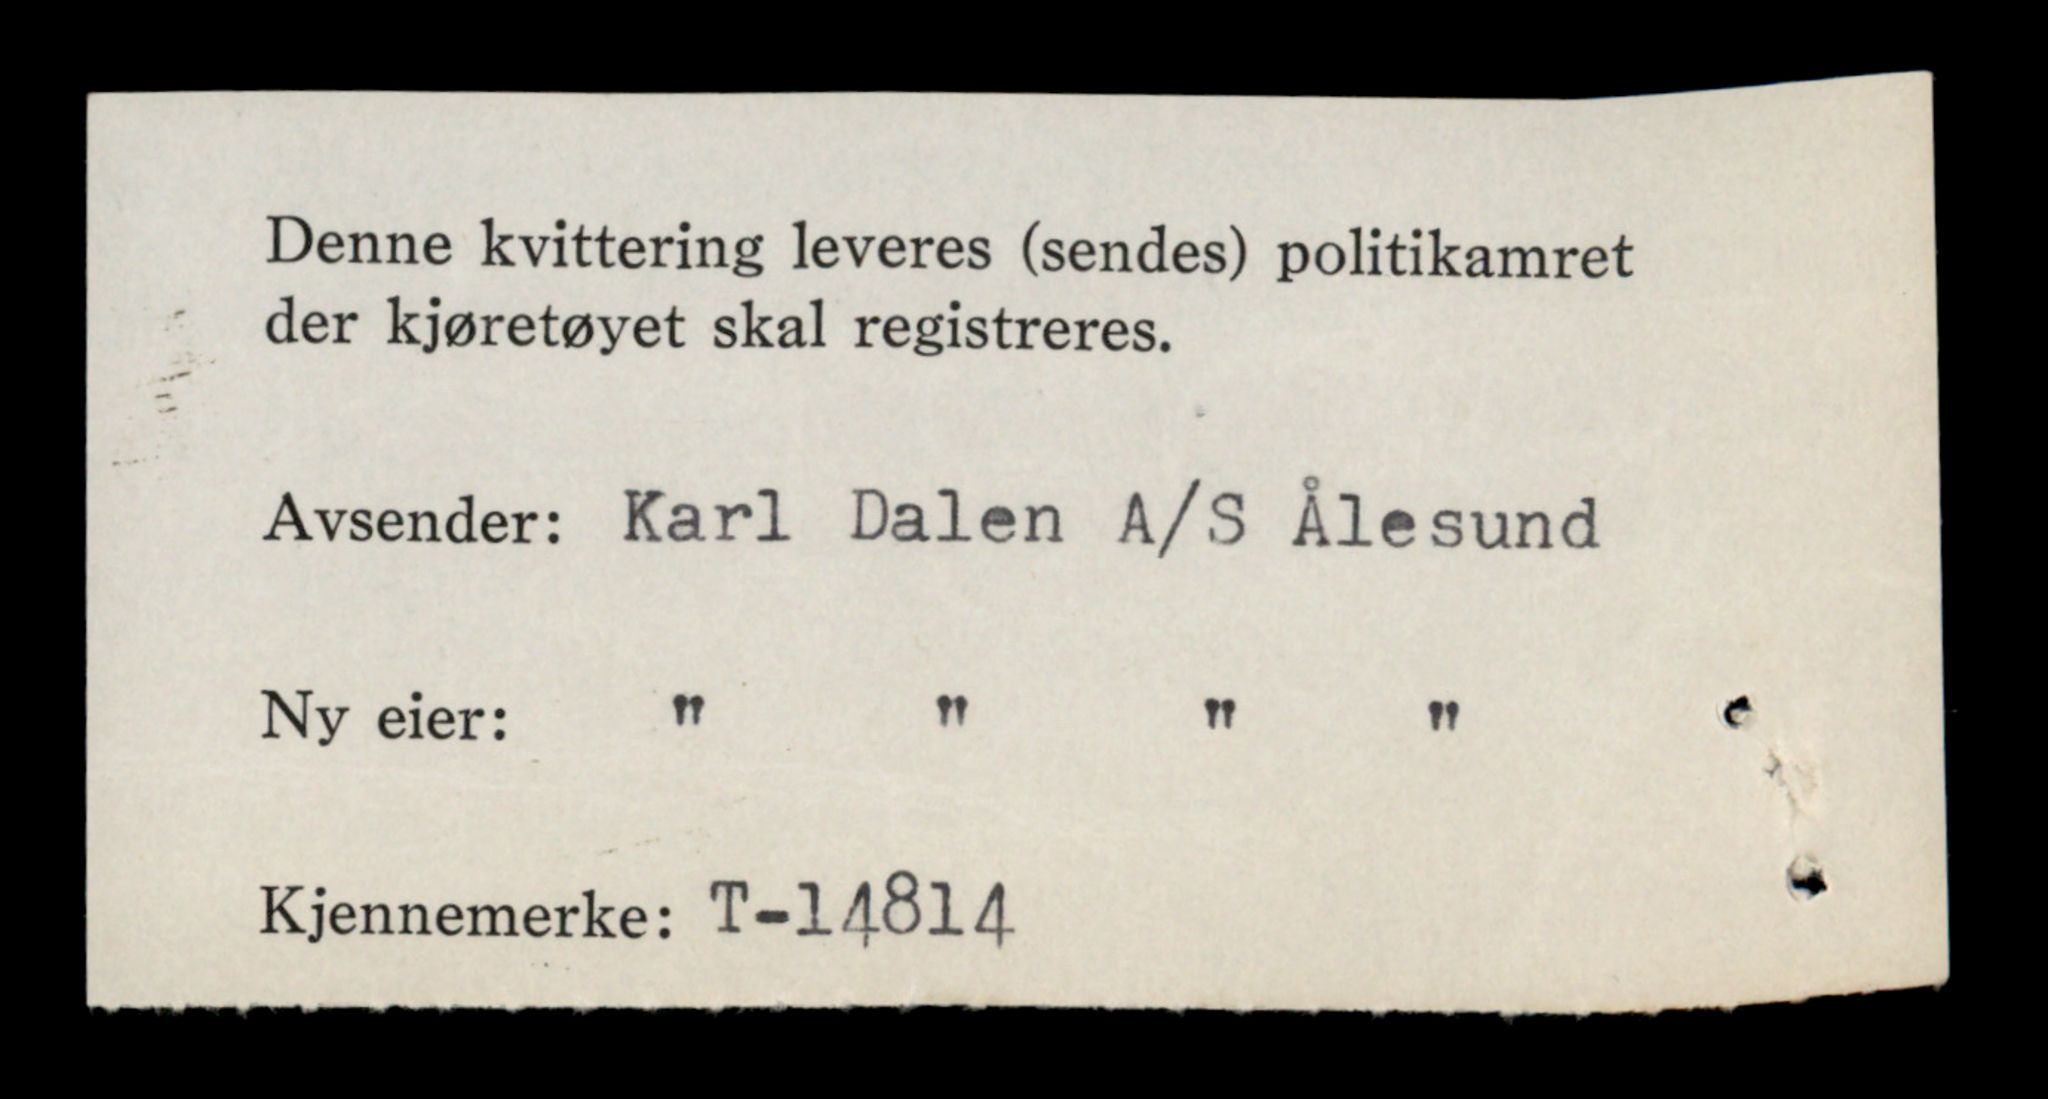 Denne kvittering leveres (sendes) politikamret
der kjøretøyet skal registreres.
Avsender: Karl Dalen A/S Ålesund
Ny eier: " " " "
Kjennemerke: T-14814